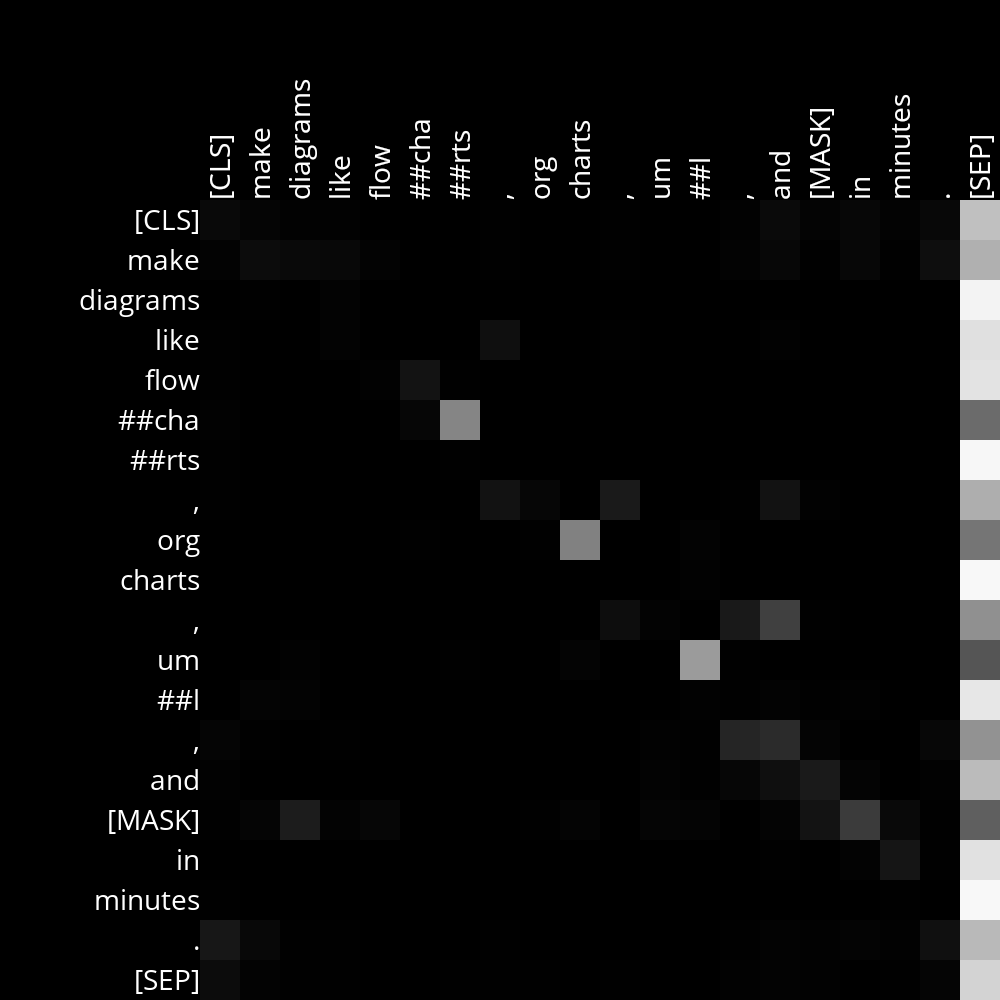 [CLS] make diagrams like flow ##cha ##rts , org charts , um ##l , and [MASK] in minutes . [SEP]
[CLS]
make
diagrams
like
flow
##cha
##rts
,
org
charts
,
um
##l
,
and
[MASK]
in
minutes
.
[SEP]